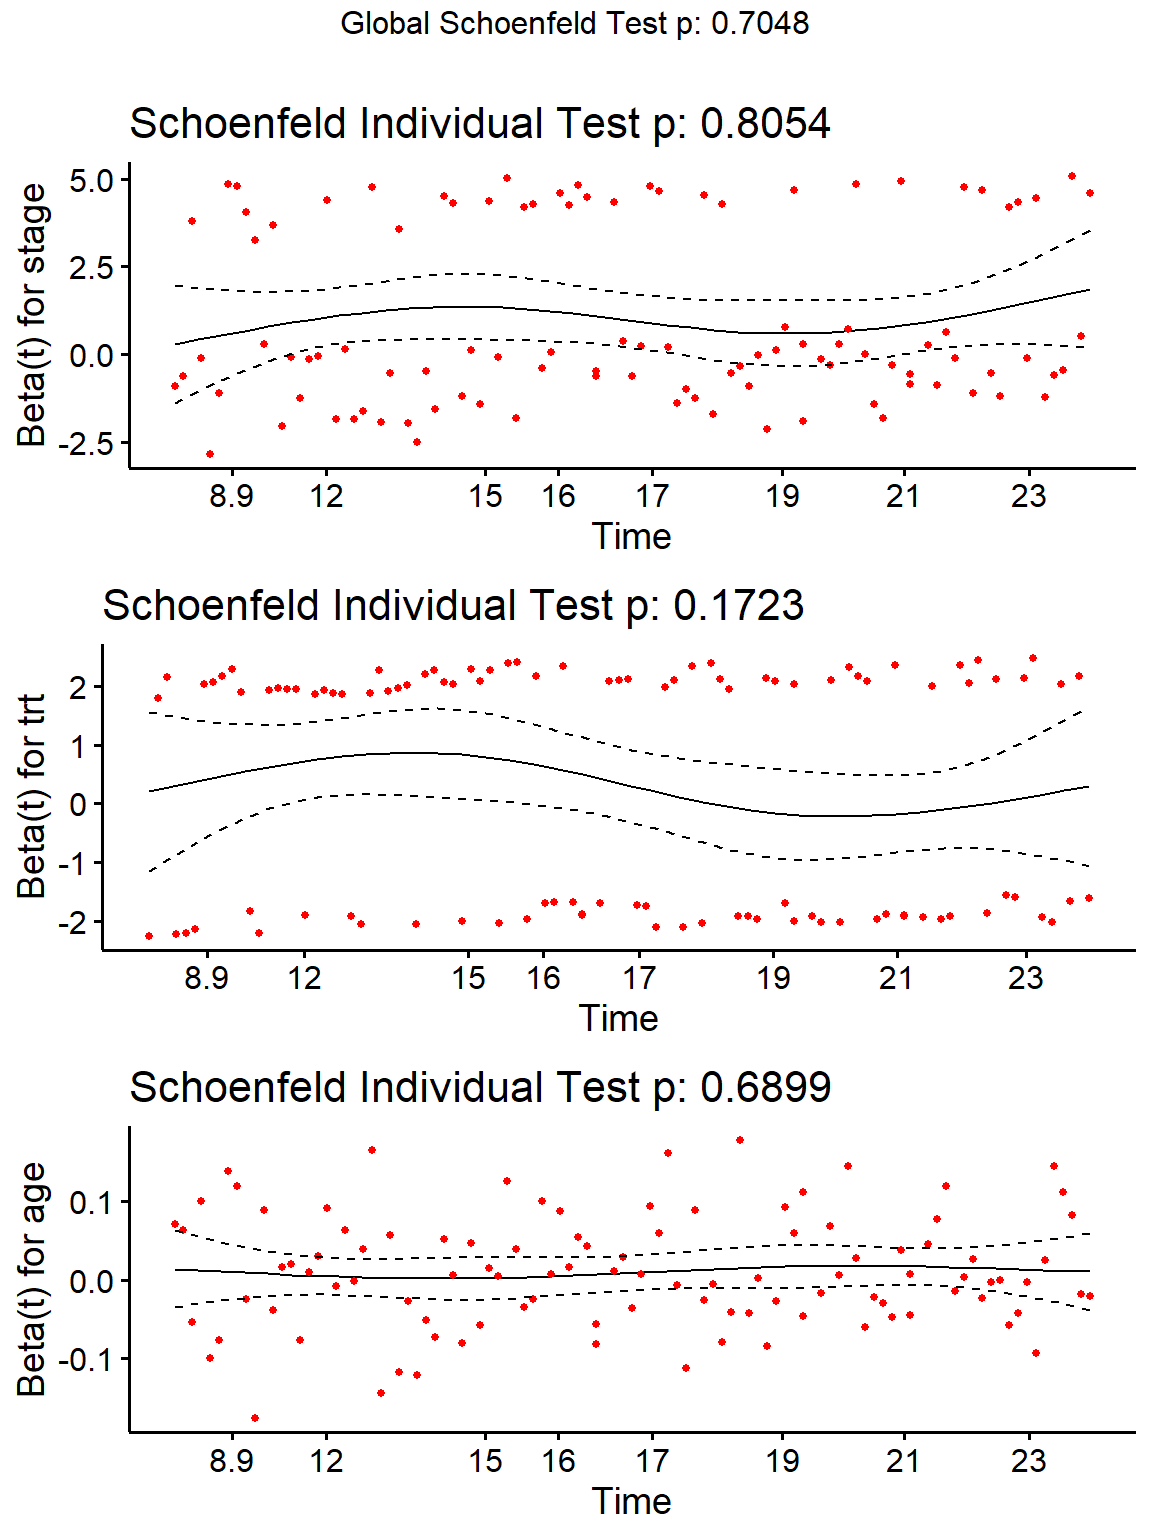 Global Schoenfeld Test p: 0.7048
Schoenfeld Individual Test p: 0.8054
Beta(t) for stage
5.0
2.5
0.0
-2.5
8.9 12 15 16 17 19 21 23
Time
Schoenfeld Individual Test p: 0.1723
Beta(t) for trt
2
1
0
-1
-2
8.9 12 15 16 17 19 21 23
Time
Schoenfeld Individual Test p: 0.6899
Beta(t) for age
0.1
0.0
-0.1
8.9 12 15 16 17 19 21 23
Time